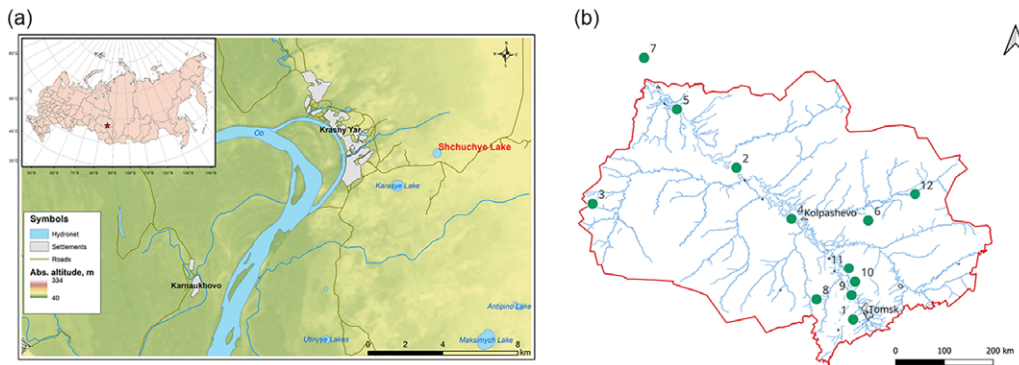 (a)
(b)
Krasny Yar
Ob
Shchuchye Lake
Karasye Lake
Symbols
Hydronet
Settlements
Roads
Abs. altitude, m
334
40
Karnaukhovo
Antipino Lake
Utinyye Lakes
Maksimych Lake
0 2 4 6 8
km
7
5
2
12
3
4
Kolpashevo
6
11
10
9
8
1
Tomsk
0 100 200 km